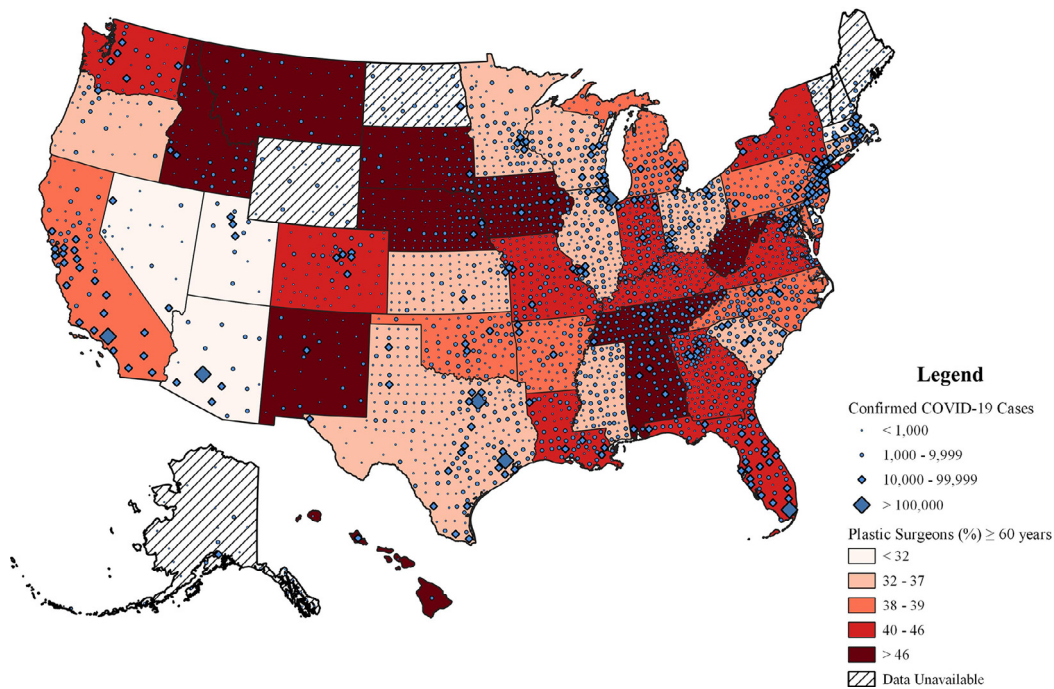 Legend
Confirmed COVID-19 Cases
< 1,000
1,000 - 9,999
10,000 - 99,999
> 100,000
Plastic Surgeons (%) ≥ 60 years
< 32
32 - 37
38 - 39
40 - 46
> 46
Data Unavailable